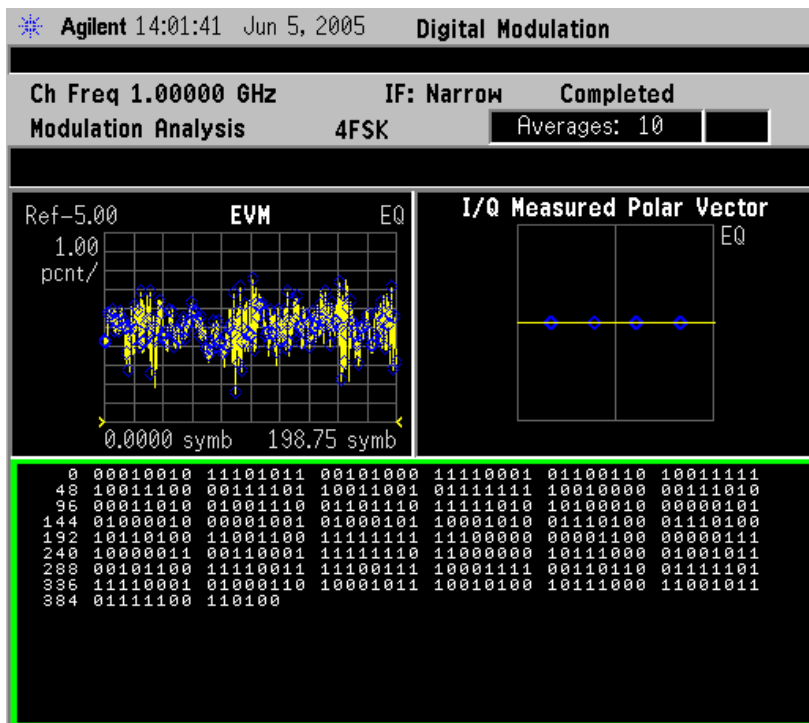 Agilent 14:01:41 Jun 5, 2005 Digital Modulation
Ch Freq 1.00000 GHz IF: Narrow Completed
Modulation Analysis 4FSK Averages: 10
Ref-5.00 EVM EQ
1.00
pcnt/
0.0000 symb 198.75 symb
I/Q Measured Polar Vector
EQ
0 00010010 11101011 00101000 11110001 01100110 10011111
48 10011100 00111101 10011001 01111111 10010000 00111010
96 00011010 01001110 01101110 11111010 10100010 00000101
144 01000010 00001001 01000101 10001010 01110100 01110100
192 10110100 11001100 11111111 11100000 00001100 00000111
240 10000011 00110001 11111110 11000000 10111000 01001011
288 00101100 11110011 11100111 10001111 00110110 01111101
336 11110001 01000110 10001011 10010100 10111000 11001011
384 01111100 110100